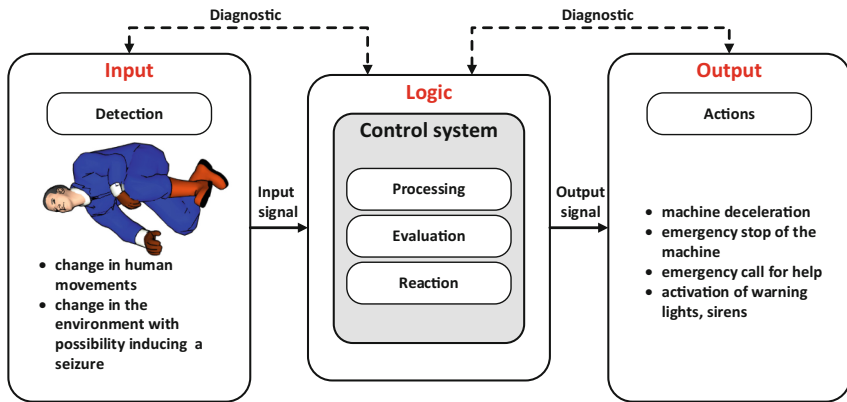 Diagnostic
Diagnostic
Input
Detection
• change in human
movements
• change in the
environment with
possibility inducing a
seizure
Input
signal
Logic
Control system
Processing
Evaluation
Reaction
Output
signal
Output
Actions
• machine deceleration
• emergency stop of the
machine
• emergency call for help
• activation of warning
lights, sirens